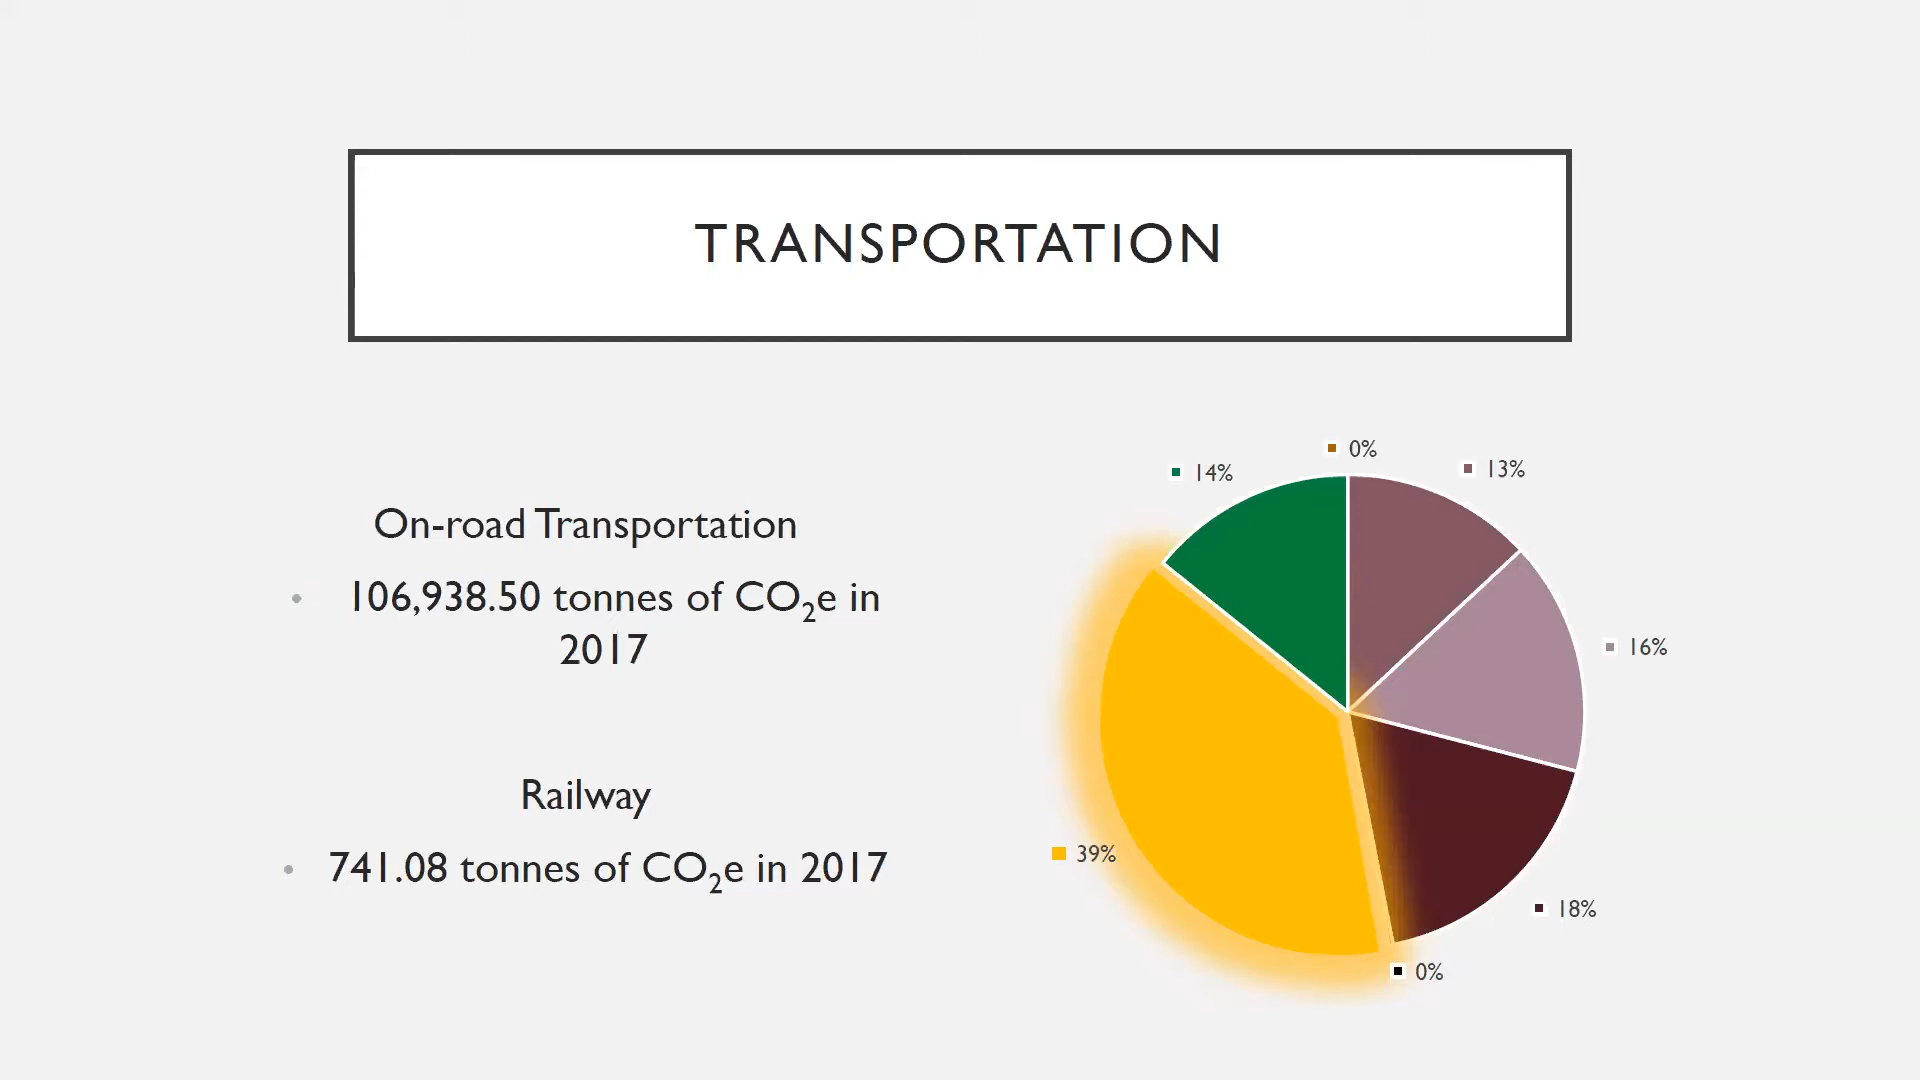 TRANSPORTATION
On-road Transportation
• 106,938.50 tonnes of CO₂e in
2017
Railway
• 741.08 tonnes of CO₂e in 2017
0%
14%
13%
16%
39%
18%
0%